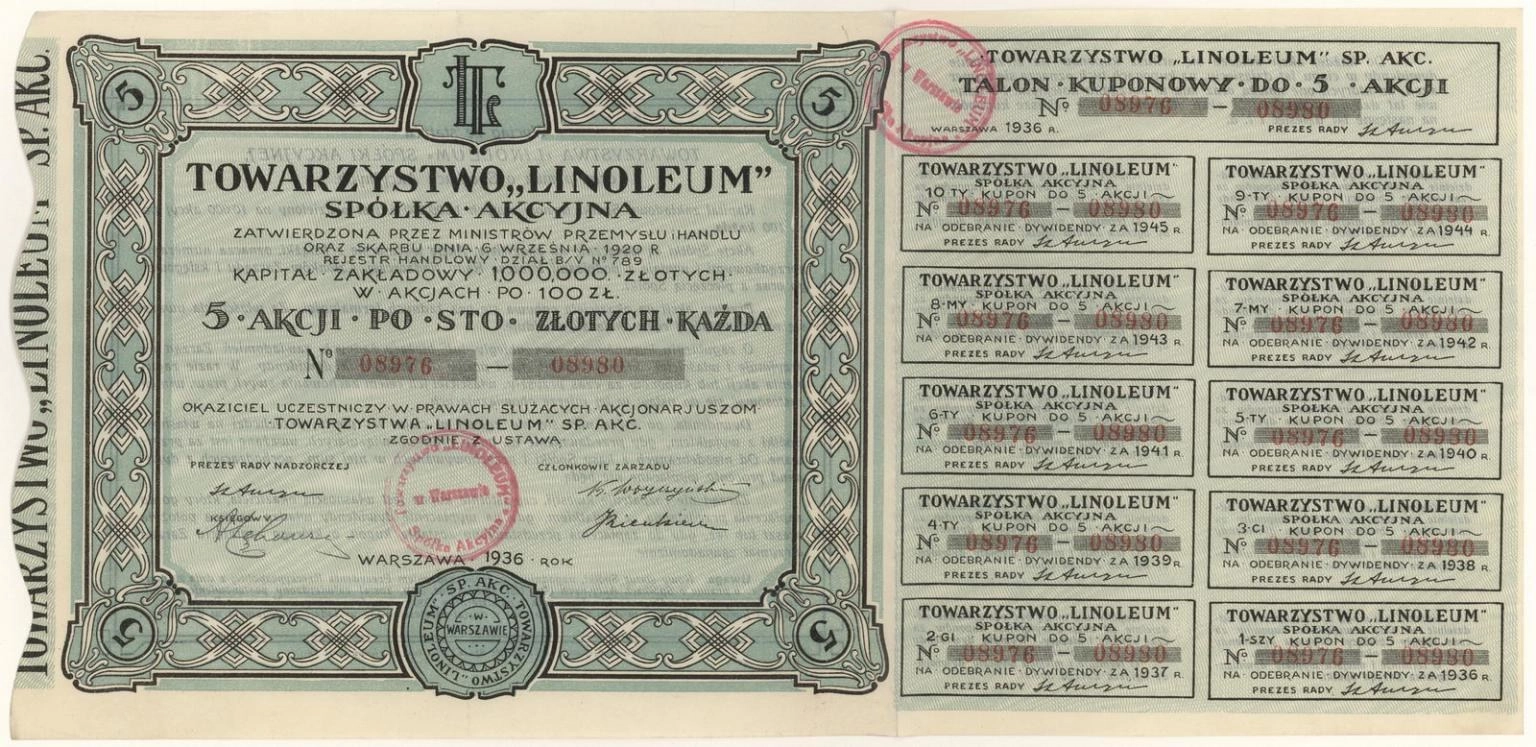 TOWARZYSTWO „LINOLEUM" SP. AKC.
5
5
TOWARZYSTWO „LINOLEUM"
SPÓŁKA · AKCYJNA
ZATWIERDZONA PRZEZ MINISTRÓW PRZEMYSŁU i HANDLU
ORAZ SKARBU DNIA · 6 WRZEŚNIA · 1920 R
REJESTR · HANDLOWY · DZIAŁ · B/V Nº 789
KAPITAŁ · ZAKŁADOWY · 1,000.000 · ZŁOTYCH ·
W · AKCJACH · PO · 100 ZŁ.
5 · AKCJI · PO · STO · ZŁOTYCH · KAŻDA
Nº 08976 — 08980
OKAZICIEL UCZESTNICZY W PRAWACH SŁUŻĄCYCH · AKCJONARJUSZOM ·
· TOWARZYSTWA „LINOLEUM" SP. AKC.
ZGODNIE Z USTAWĄ
PREZES RADY NADZORCZEJ
CZŁONKOWIE ZARZĄDU
KSIĘGOWY
Towarzystwo „LINOLEUM"
w Warszawie
Spółka Akcyjna
WARSZAWA · 1936 · ROK
5
5
TOWARZYSTWO „LINOLEUM" · SP. AKC. ·
· W ·
WARSZAWIE
TOWARZYSTWO „LINOLEUM" SP. AKC.
TALON · KUPONOWY · DO · 5 · AKCJI
Nº 08976 — 08980
WARSZAWA 1936 R.
PREZES RADY
TOWARZYSTWO „LINOLEUM"
SPÓŁKA AKCYJNA
10-TY · KUPON DO 5 AKCJI
Nº 08976 — 08980
NA · ODEBRANIE · DYWIDENDY · ZA 1945 R.
PREZES RADY
TOWARZYSTWO „LINOLEUM"
SPÓŁKA AKCYJNA
9-TY · KUPON DO 5 AKCJI
Nº 08976 — 08980
NA · ODEBRANIE · DYWIDENDY · ZA 1944 R.
PREZES RADY
TOWARZYSTWO „LINOLEUM"
SPÓŁKA AKCYJNA
8-MY · KUPON DO 5 AKCJI
Nº 08976 — 08980
NA · ODEBRANIE · DYWIDENDY · ZA 1943 R.
PREZES RADY
TOWARZYSTWO „LINOLEUM"
SPÓŁKA AKCYJNA
7-MY · KUPON DO 5 AKCJI
Nº 08976 — 08980
NA · ODEBRANIE · DYWIDENDY · ZA 1942 R.
PREZES RADY
TOWARZYSTWO „LINOLEUM"
SPÓŁKA AKCYJNA
6-TY KUPON DO 5 AKCJI
Nº 08976 — 08980
NA · ODEBRANIE · DYWIDENDY · ZA 1941 R.
PREZES RADY
TOWARZYSTWO „LINOLEUM"
SPÓŁKA AKCYJNA
5-TY · KUPON DO 5 AKCJI
Nº 08976 — 08980
NA · ODEBRANIE · DYWIDENDY · ZA 1940 R.
PREZES RADY
TOWARZYSTWO „LINOLEUM"
SPÓŁKA AKCYJNA
4-TY KUPON DO 5 AKCJI
Nº 08976 — 08980
NA · ODEBRANIE · DYWIDENDY · ZA 1939 R.
PREZES RADY
TOWARZYSTWO „LINOLEUM"
SPÓŁKA AKCYJNA
3-CI KUPON DO 5 AKCJI
Nº 08976 — 08980
NA · ODEBRANIE · DYWIDENDY · ZA 1938 R.
PREZES RADY
TOWARZYSTWO „LINOLEUM"
SPÓŁKA AKCYJNA
2-GI KUPON DO 5 AKCJI
Nº 08976 — 08980
NA · ODEBRANIE · DYWIDENDY · ZA 1937 R.
PREZES RADY
TOWARZYSTWO „LINOLEUM"
SPÓŁKA AKCYJNA
1-SZY KUPON DO 5 AKCJI
Nº 08976 — 08980
NA · ODEBRANIE · DYWIDENDY · ZA 1936 R.
PREZES RADY